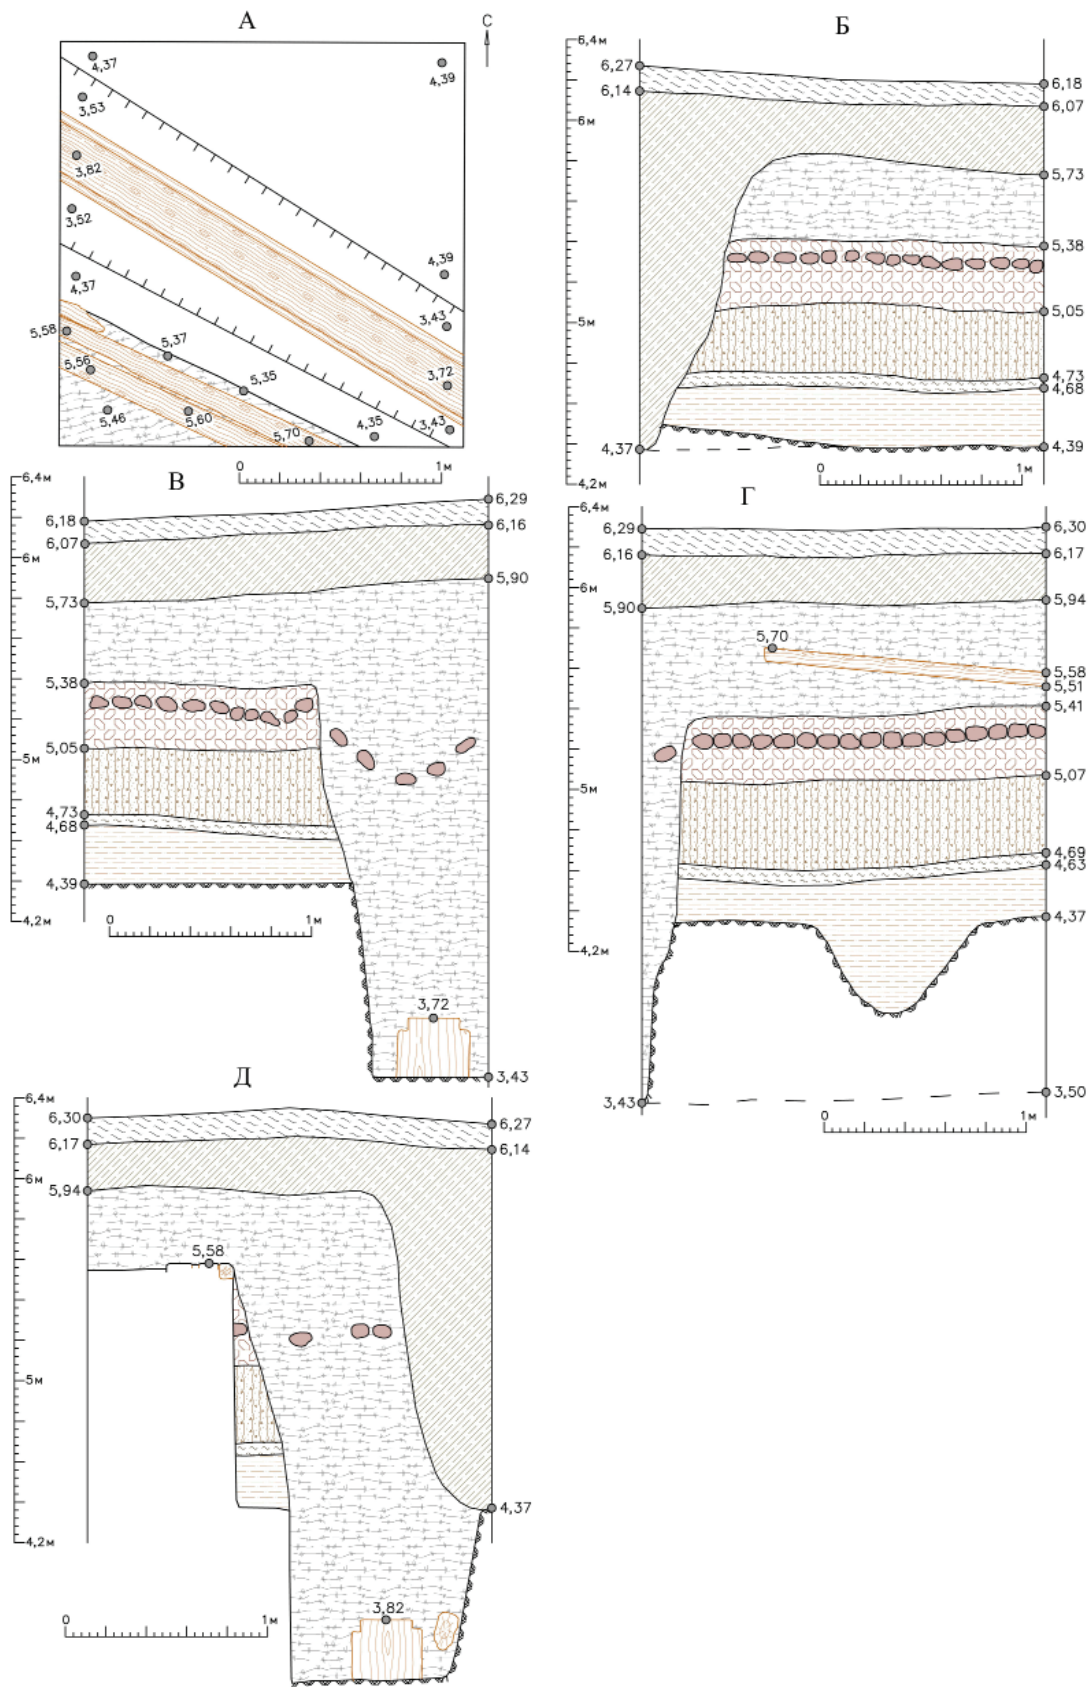 А
С
4,37
4,39
3,53
3,82
3,52
4,39
4,37
3,43
5,58
5,37
5,56
5,35
3,72
5,46
5,60
5,70
4,35
3,43
0 1м
Б
6,4м
6,27
6,18
6,14
6,07
6м
5,73
5,38
5,05
5м
4,73
4,68
4,37
4,39
4,2м
0 1м
В
6,4м
6,29
6,18
6,16
6,07
6м
5,90
5,73
5,38
5,05
5м
4,73
4,68
4,39
4,2м
0 1м
3,72
3,43
Г
6,4м
6,29
6,30
6,16
6,17
6м
5,90
5,94
5,70
5,58
5,51
5,41
5,07
5м
4,69
4,63
4,37
4,2м
3,43
3,50
0 1м
Д
6,4м
6,30
6,27
6,17
6,14
6м
5,94
5,58
5м
4,37
4,2м
0 1м
3,82